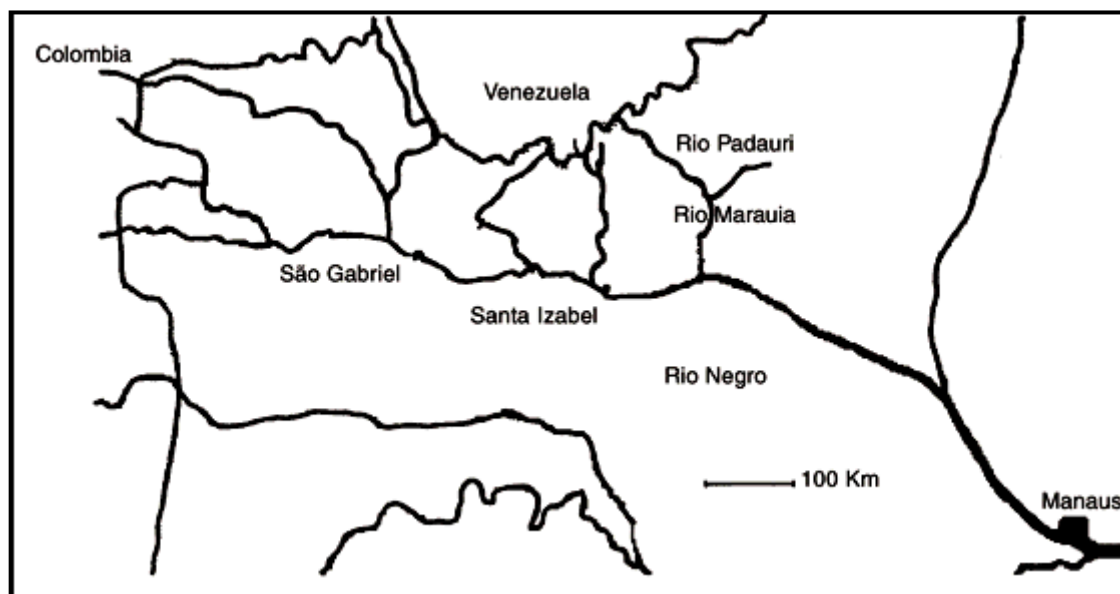 Colombia
Venezuela
Rio Padauri
Rio Marauia
São Gabriel
Santa Izabel
Rio Negro
100 Km
Manaus